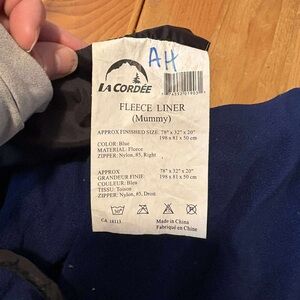 AH
LA CORDÉE
FLEECE LINER
(Mummy)
APPROX FINISHED SIZE: 78" x 32" x 20"
198 x 81 x 50 cm
COLOR: Blue
MATERIAL: Fleece
ZIPPER: Nylon, #5, Right
APPROX 78" x 32" x 20"
GRANDEUR FINIE: 198 x 81 x 50 cm
COULEUR: Bleu
TISSU: Toison
ZIPPER: Nylon, #5, Droit
Made in China
CA Fabriqué en Chine